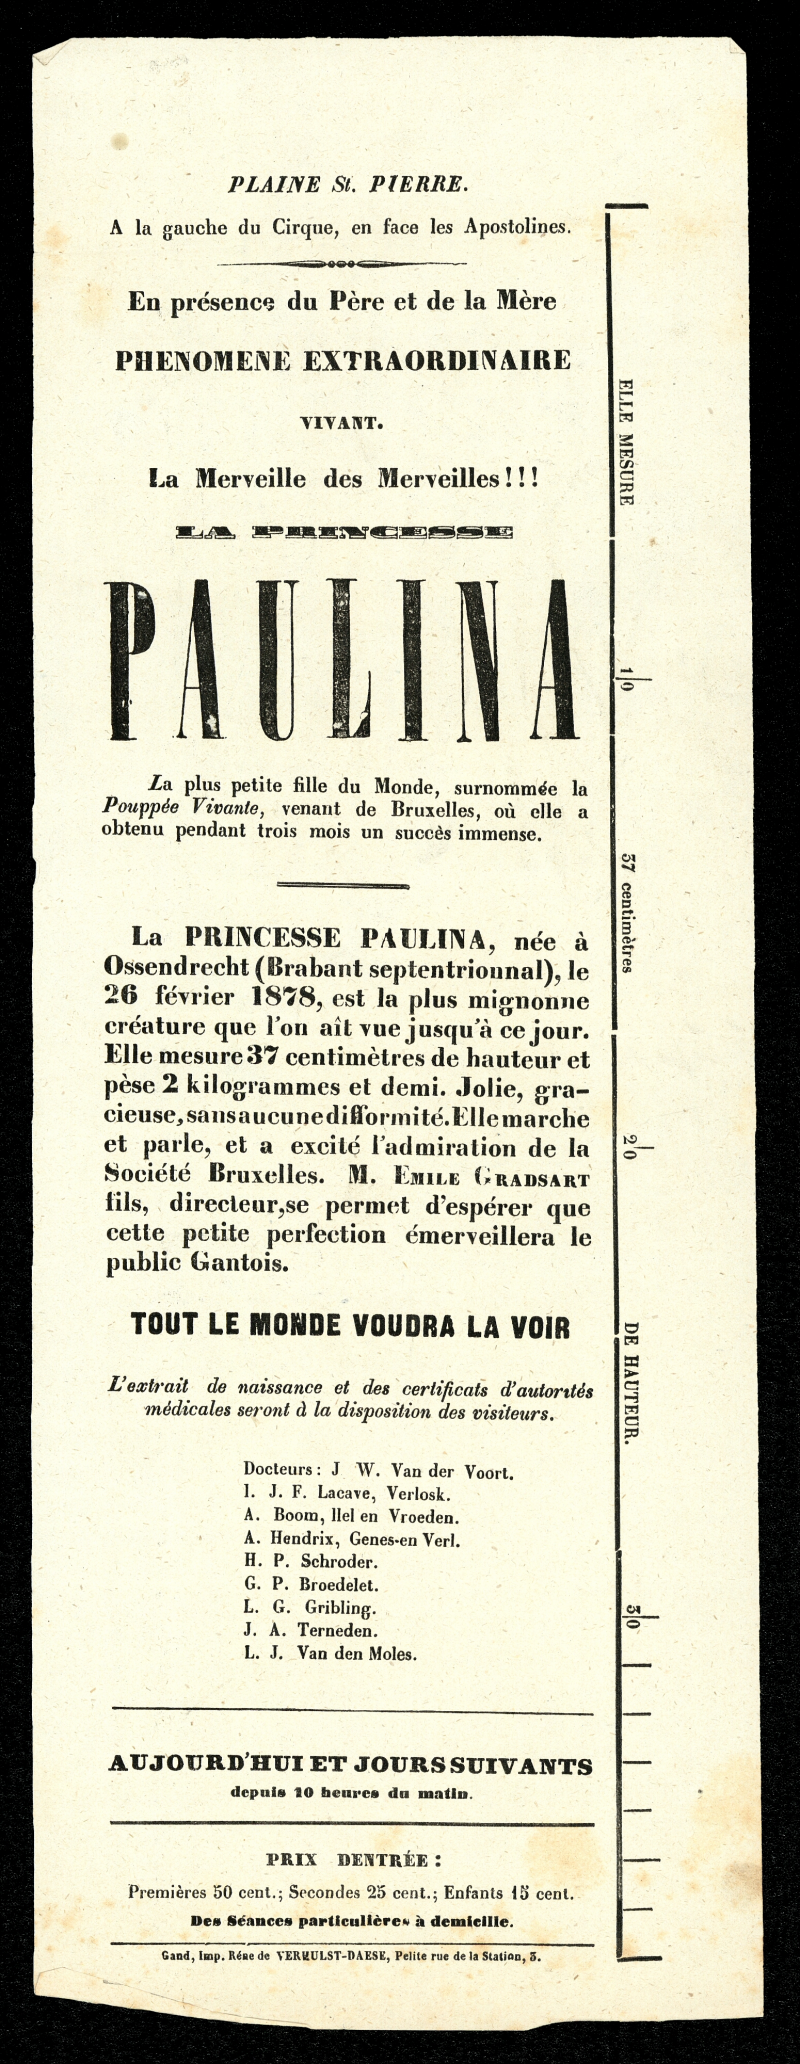 PLAINE St. PIERRE.
A la gauche du Cirque, en face les Apostolines.
En présence du Père et de la Mère
PHENOMENE EXTRAORDINAIRE
VIVANT.
La Merveille des Merveilles!!!
LA PRINCESSE
PAULINA
La plus petite fille du Monde, surnommée la
Pouppée Vivante, venant de Bruxelles, où elle a
obtenu pendant trois mois un succès immense.
La PRINCESSE PAULINA, née à
Ossendrecht (Brabant septentrionnal), le
26 février 1878, est la plus mignonne
créature que l'on aît vue jusqu'à ce jour.
Elle mesure 37 centimètres de hauteur et
pèse 2 kilogrammes et demi. Jolie, gra-
cieuse, sans aucune difformité. Elle marche
et parle, et a excité l'admiration de la
Société Bruxelles. M. EMILE GRADSART
fils, directeur, se permet d'espérer que
cette petite perfection émerveillera le
public Gantois.
TOUT LE MONDE VOUDRA LA VOIR
L'extrait de naissance et des certificats d'autorités
médicales seront à la disposition des visiteurs.
Docteurs: J W. Van der Voort.
I. J. F. Lacave, Verlosk.
A. Boom, Hel en Vroeden.
A. Hendrix, Genes-en Verl.
H. P. Schroder.
G. P. Broedelet.
L. G. Gribling.
J. A. Terneden.
L. J. Van den Moles.
AUJOURD'HUI ET JOURS SUIVANTS
depuis 10 heures du matin.
PRIX DENTRÉE:
Premières 50 cent.; Secondes 25 cent.; Enfants 15 cent.
Des Séances particulières à demicile.
Gand, Imp. Réne de VERHULST-DAESE, Petite rue de la Station, 3.
ELLE MESURE
10
37 centimètres
20
DE HAUTEUR.
30